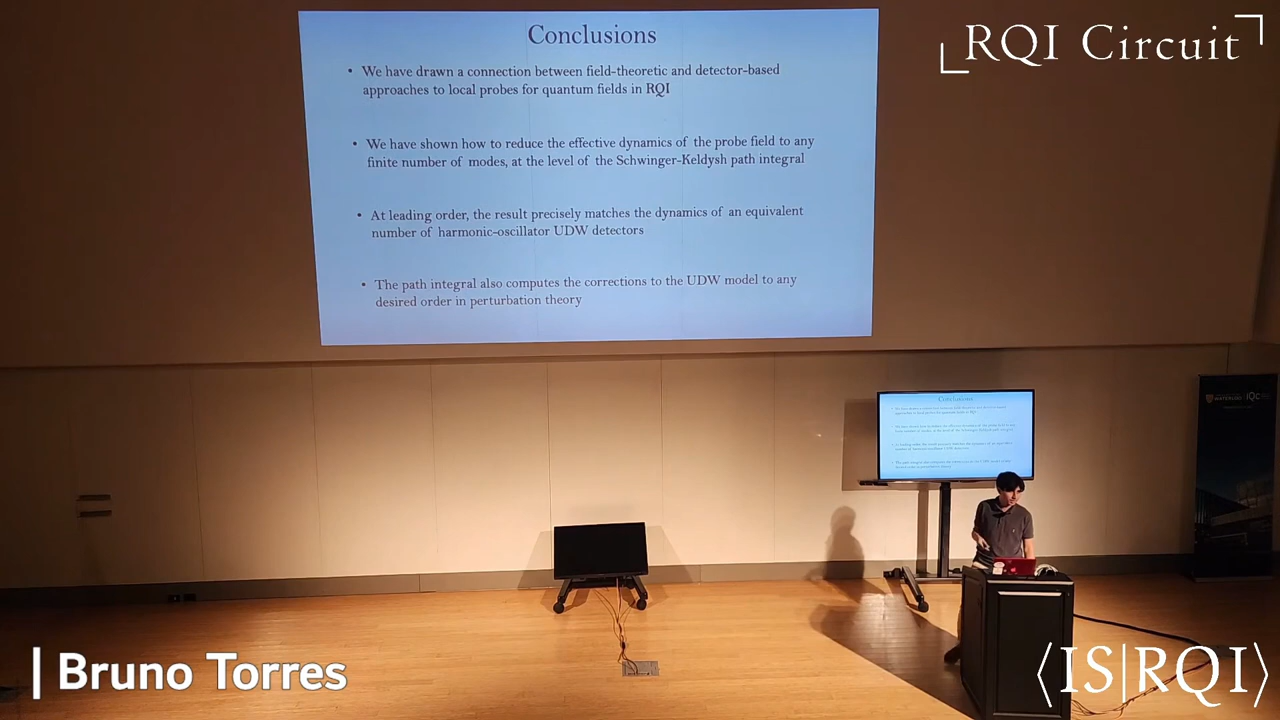 Conclusions
RQI Circuit
• We have drawn a connection between field-theoretic and detector-based
approaches to local probes for quantum fields in RQI
• We have shown how to reduce the effective dynamics of the probe field to any
finite number of modes, at the level of the Schwinger-Keldysh path integral
• At leading order, the result precisely matches the dynamics of an equivalent
number of harmonic-oscillator UDW detectors
• The path integral also computes the corrections to the UDW model to any
desired order in perturbation theory
Conclusions
WATERLOO | IQC
| Bruno Torres
⟨IS|RQI⟩